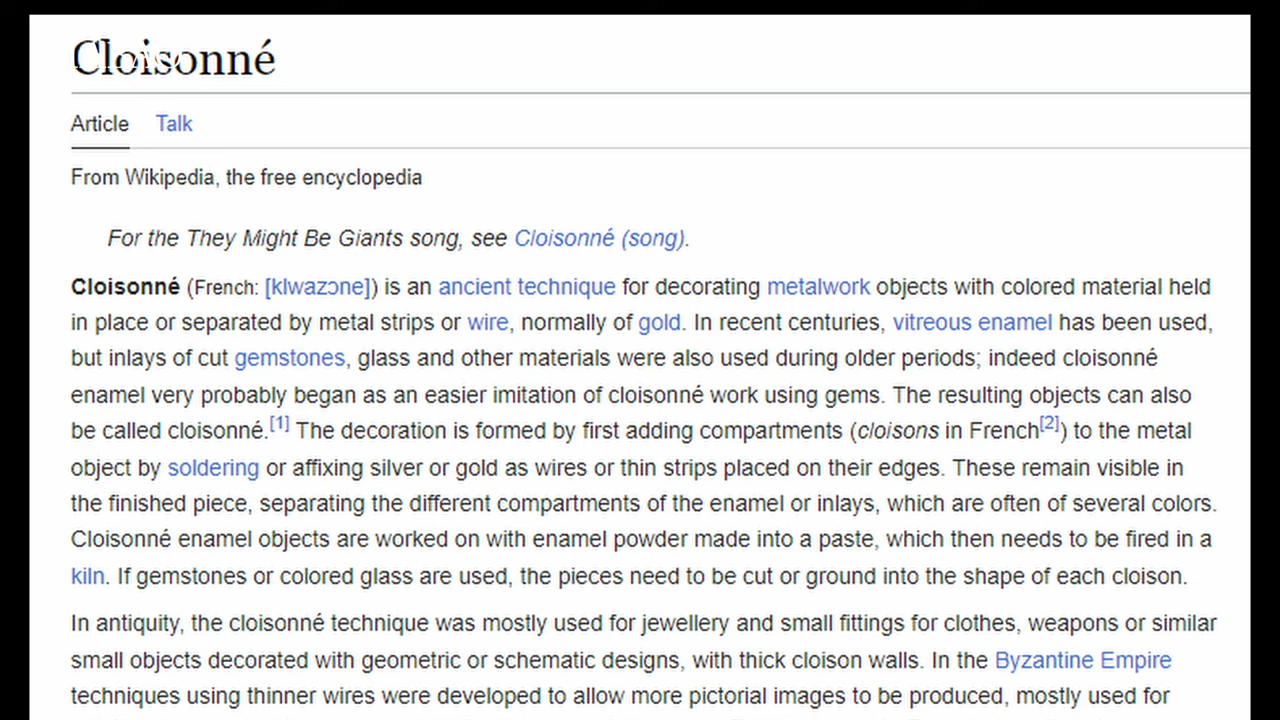 Cloisonné
Article Talk
From Wikipedia, the free encyclopedia
For the They Might Be Giants song, see Cloisonné (song).
Cloisonné (French: [klwazɔne]) is an ancient technique for decorating metalwork objects with colored material held
in place or separated by metal strips or wire, normally of gold. In recent centuries, vitreous enamel has been used,
but inlays of cut gemstones, glass and other materials were also used during older periods; indeed cloisonné
enamel very probably began as an easier imitation of cloisonné work using gems. The resulting objects can also
be called cloisonné.[1] The decoration is formed by first adding compartments (cloisons in French[2]) to the metal
object by soldering or affixing silver or gold as wires or thin strips placed on their edges. These remain visible in
the finished piece, separating the different compartments of the enamel or inlays, which are often of several colors.
Cloisonné enamel objects are worked on with enamel powder made into a paste, which then needs to be fired in a
kiln. If gemstones or colored glass are used, the pieces need to be cut or ground into the shape of each cloison.
In antiquity, the cloisonné technique was mostly used for jewellery and small fittings for clothes, weapons or similar
small objects decorated with geometric or schematic designs, with thick cloison walls. In the Byzantine Empire
techniques using thinner wires were developed to allow more pictorial images to be produced, mostly used for